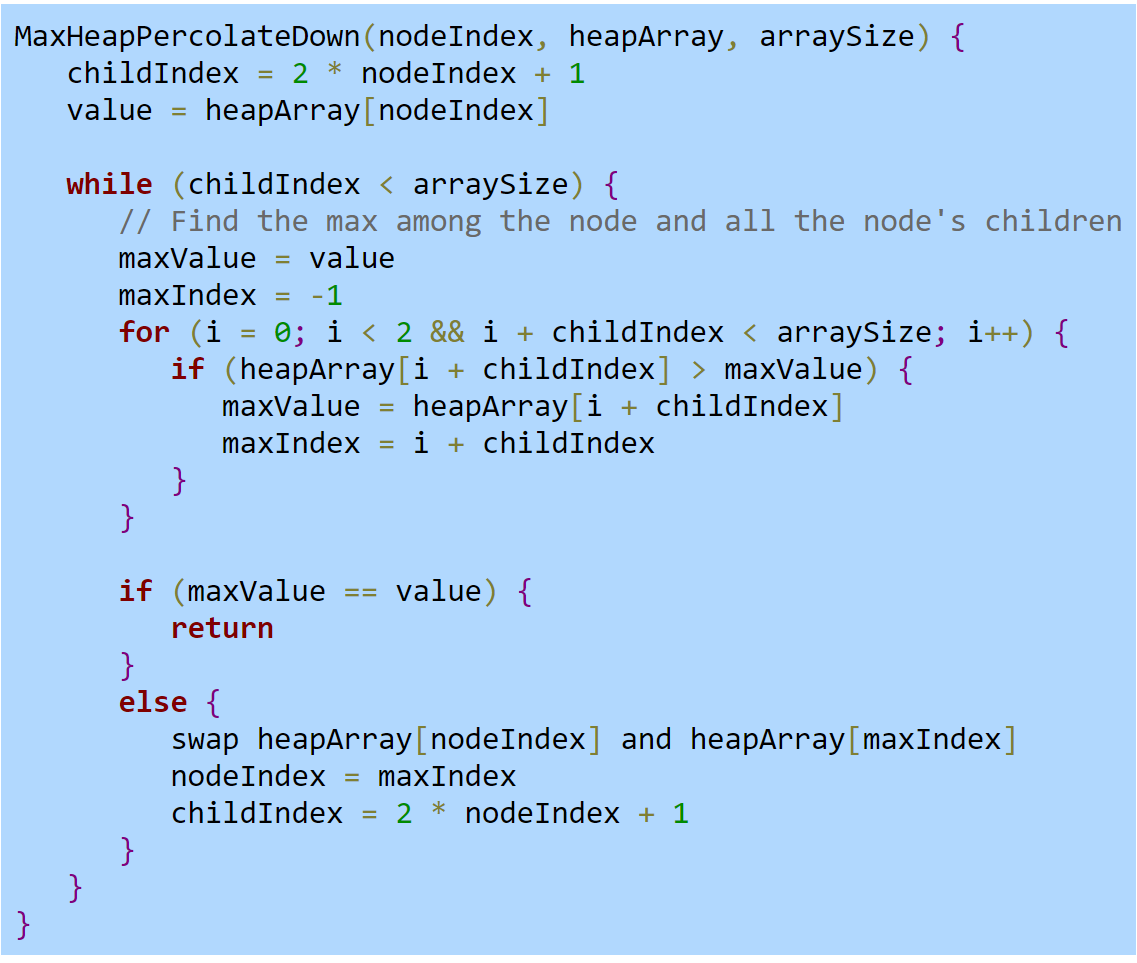 MaxHeapPercolateDown(nodeIndex, heapArray, arraySize) {
   childIndex = 2 * nodeIndex + 1
   value = heapArray[nodeIndex]

   while (childIndex < arraySize) {
      // Find the max among the node and all the node's children
      maxValue = value
      maxIndex = -1
      for (i = 0; i < 2 && i + childIndex < arraySize; i++) {
         if (heapArray[i + childIndex] > maxValue) {
            maxValue = heapArray[i + childIndex]
            maxIndex = i + childIndex
         }
      }

      if (maxValue == value) {
         return
      }
      else {
         swap heapArray[nodeIndex] and heapArray[maxIndex]
         nodeIndex = maxIndex
         childIndex = 2 * nodeIndex + 1
      }
   }
}